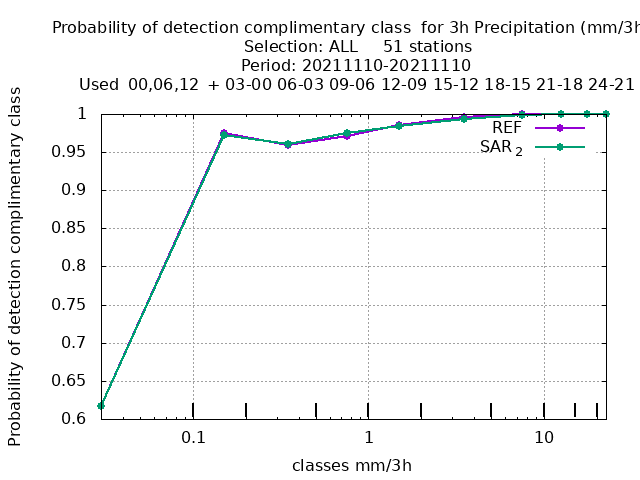 Probability of detection complimentary class  for 3h Precipitation (mm/3h
Selection: ALL     51 stations
Period: 20211110-20211110
Used  00,06,12  + 03-00 06-03 09-06 12-09 15-12 18-15 21-18 24-21
Probability of detection complimentary class
1
0.95
0.9
0.85
0.8
0.75
0.7
0.65
0.6
REF
SAR 2
0.1
1
10
classes mm/3h